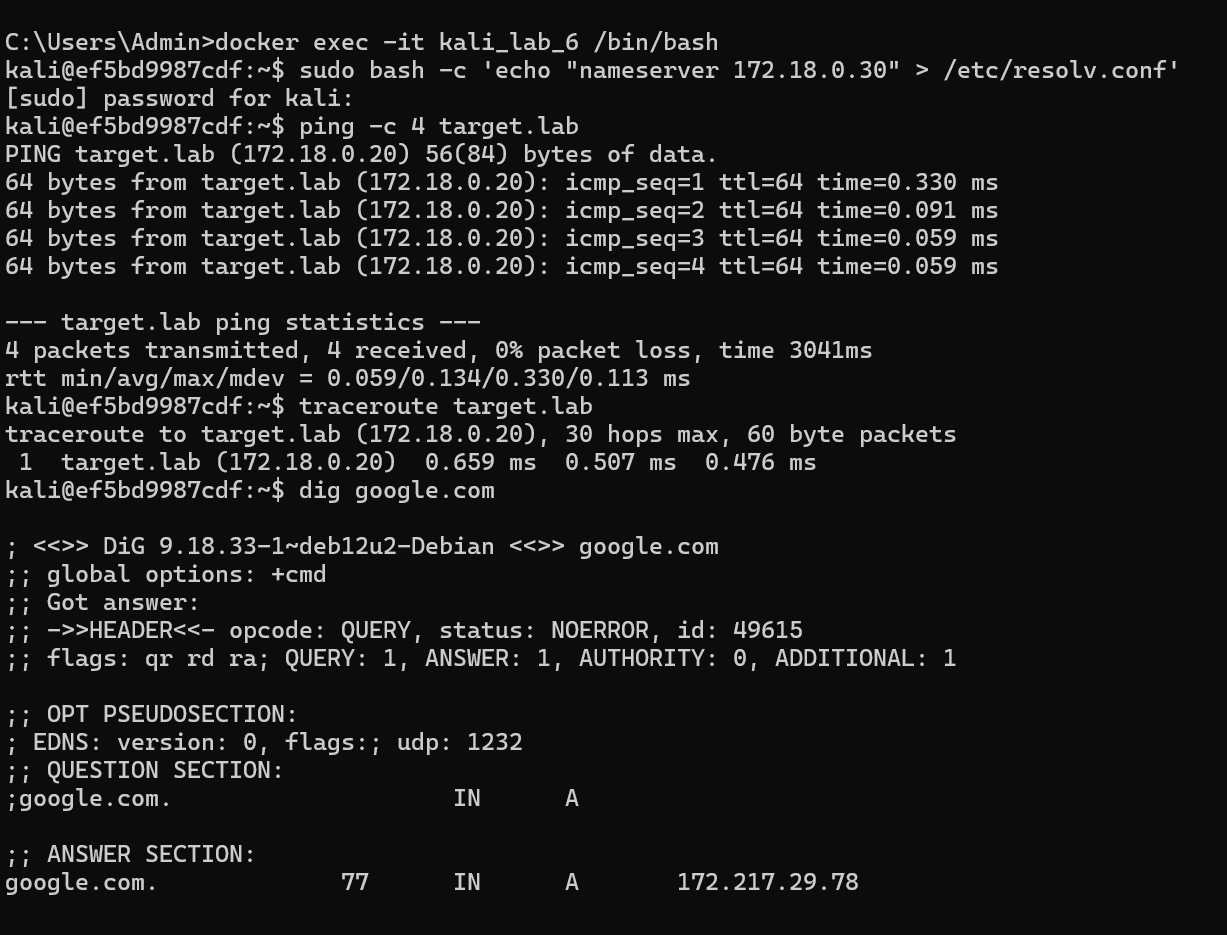 C:\Users\Admin>docker exec -it kali_lab_6 /bin/bash
kali@ef5bd9987cdf:~$ sudo bash -c 'echo "nameserver 172.18.0.30" > /etc/resolv.conf'
[sudo] password for kali:
kali@ef5bd9987cdf:~$ ping -c 4 target.lab
PING target.lab (172.18.0.20) 56(84) bytes of data.
64 bytes from target.lab (172.18.0.20): icmp_seq=1 ttl=64 time=0.330 ms
64 bytes from target.lab (172.18.0.20): icmp_seq=2 ttl=64 time=0.091 ms
64 bytes from target.lab (172.18.0.20): icmp_seq=3 ttl=64 time=0.059 ms
64 bytes from target.lab (172.18.0.20): icmp_seq=4 ttl=64 time=0.059 ms

--- target.lab ping statistics ---
4 packets transmitted, 4 received, 0% packet loss, time 3041ms
rtt min/avg/max/mdev = 0.059/0.134/0.330/0.113 ms
kali@ef5bd9987cdf:~$ traceroute target.lab
traceroute to target.lab (172.18.0.20), 30 hops max, 60 byte packets
 1  target.lab (172.18.0.20)  0.659 ms  0.507 ms  0.476 ms
kali@ef5bd9987cdf:~$ dig google.com

; <<>> DiG 9.18.33-1~deb12u2-Debian <<>> google.com
;; global options: +cmd
;; Got answer:
;; ->>HEADER<<- opcode: QUERY, status: NOERROR, id: 49615
;; flags: qr rd ra; QUERY: 1, ANSWER: 1, AUTHORITY: 0, ADDITIONAL: 1

;; OPT PSEUDOSECTION:
; EDNS: version: 0, flags:; udp: 1232
;; QUESTION SECTION:
;google.com.                    IN      A

;; ANSWER SECTION:
google.com.             77      IN      A       172.217.29.78